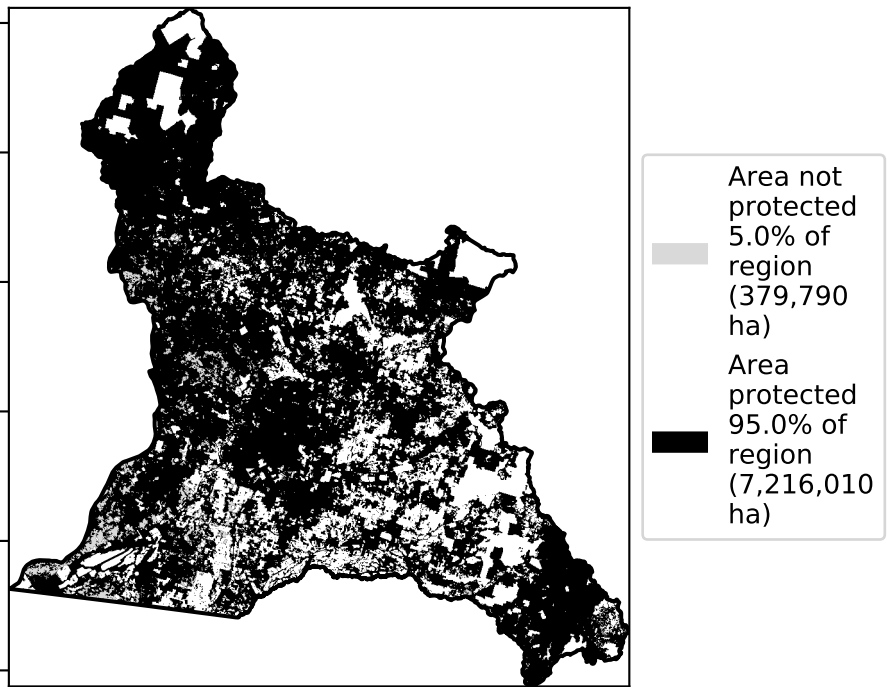 Area not
protected
5.0% of
region
(379,790
ha)
Area
protected
95.0% of
region
(7,216,010
ha)